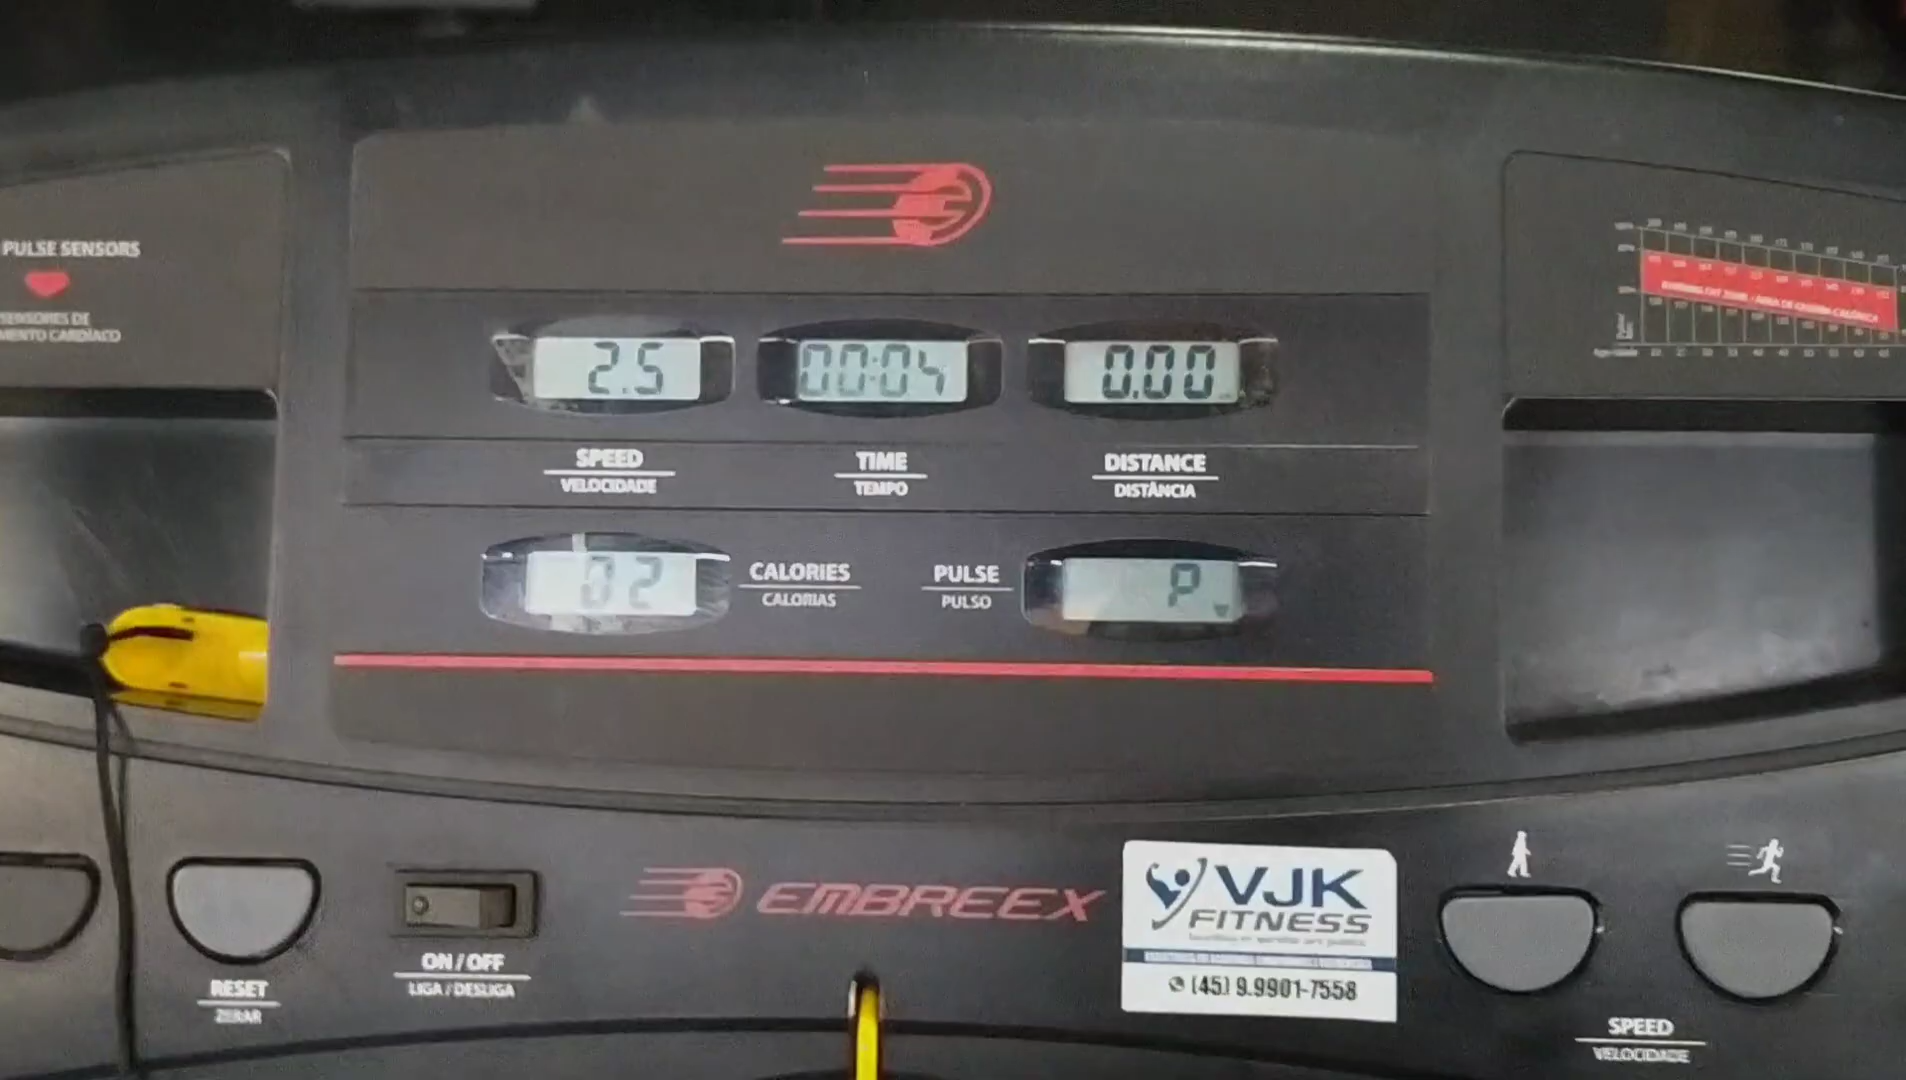 PULSE SENSORS
SENSORES DE
MENTO CARDÍACO
2.5
00:04
0.00
SPEED
VELOCIDADE
TIME
TEMPO
DISTANCE
DISTÂNCIA
02
CALORIES
CALORIAS
PULSE
PULSO
P
RESET
ZERAR
ON / OFF
LIGA / DESLIGA
EMBREEX
VJK
FITNESS
(45) 9.9901-7558
SPEED
VELOCIDADE